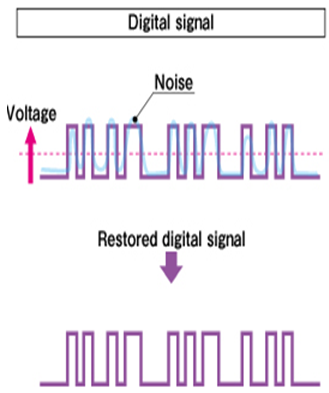 Digital signal
Noise
Voltage
Restored digital signal